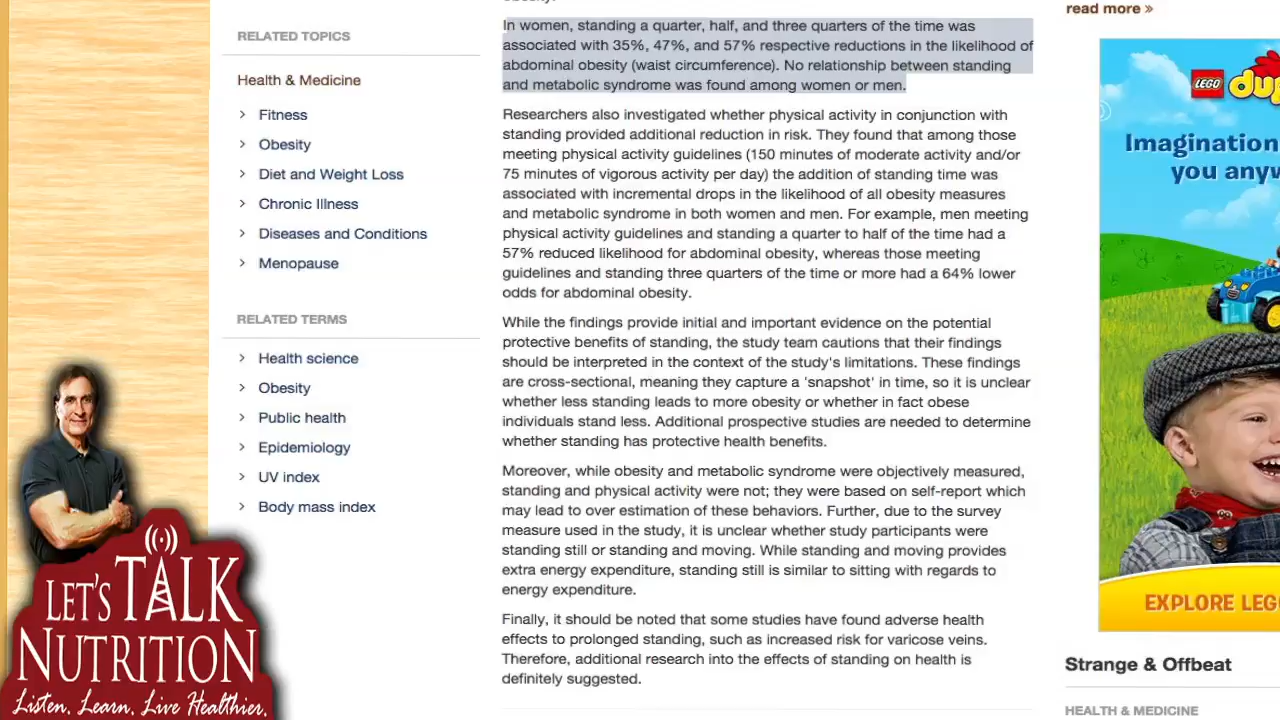 RELATED TOPICS
Health & Medicine
Fitness
Obesity
Diet and Weight Loss
Chronic Illness
Diseases and Conditions
Menopause
RELATED TERMS
Health science
Obesity
Public health
Epidemiology
UV index
Body mass index
In women, standing a quarter, half, and three quarters of the time was
associated with 35%, 47%, and 57% respective reductions in the likelihood of
abdominal obesity (waist circumference). No relationship between standing
and metabolic syndrome was found among women or men.
Researchers also investigated whether physical activity in conjunction with
standing provided additional reduction in risk. They found that among those
meeting physical activity guidelines (150 minutes of moderate activity and/or
75 minutes of vigorous activity per day) the addition of standing time was
associated with incremental drops in the likelihood of all obesity measures
and metabolic syndrome in both women and men. For example, men meeting
physical activity guidelines and standing a quarter to half of the time had a
57% reduced likelihood for abdominal obesity, whereas those meeting
guidelines and standing three quarters of the time or more had a 64% lower
odds for abdominal obesity.
While the findings provide initial and important evidence on the potential
protective benefits of standing, the study team cautions that their findings
should be interpreted in the context of the study's limitations. These findings
are cross-sectional, meaning they capture a 'snapshot' in time, so it is unclear
whether less standing leads to more obesity or whether in fact obese
individuals stand less. Additional prospective studies are needed to determine
whether standing has protective health benefits.
Moreover, while obesity and metabolic syndrome were objectively measured,
standing and physical activity were not; they were based on self-report which
may lead to over estimation of these behaviors. Further, due to the survey
measure used in the study, it is unclear whether study participants were
standing still or standing and moving. While standing and moving provides
extra energy expenditure, standing still is similar to sitting with regards to
energy expenditure.
Finally, it should be noted that some studies have found adverse health
effects to prolonged standing, such as increased risk for varicose veins.
Therefore, additional research into the effects of standing on health is
definitely suggested.
read more »
LEGO
Imagination
you anyw
EXPLORE LEG
Strange & Offbeat
HEALTH & MEDICINE
LET'S TALK
NUTRITION
Listen. Learn. Live Healthier.